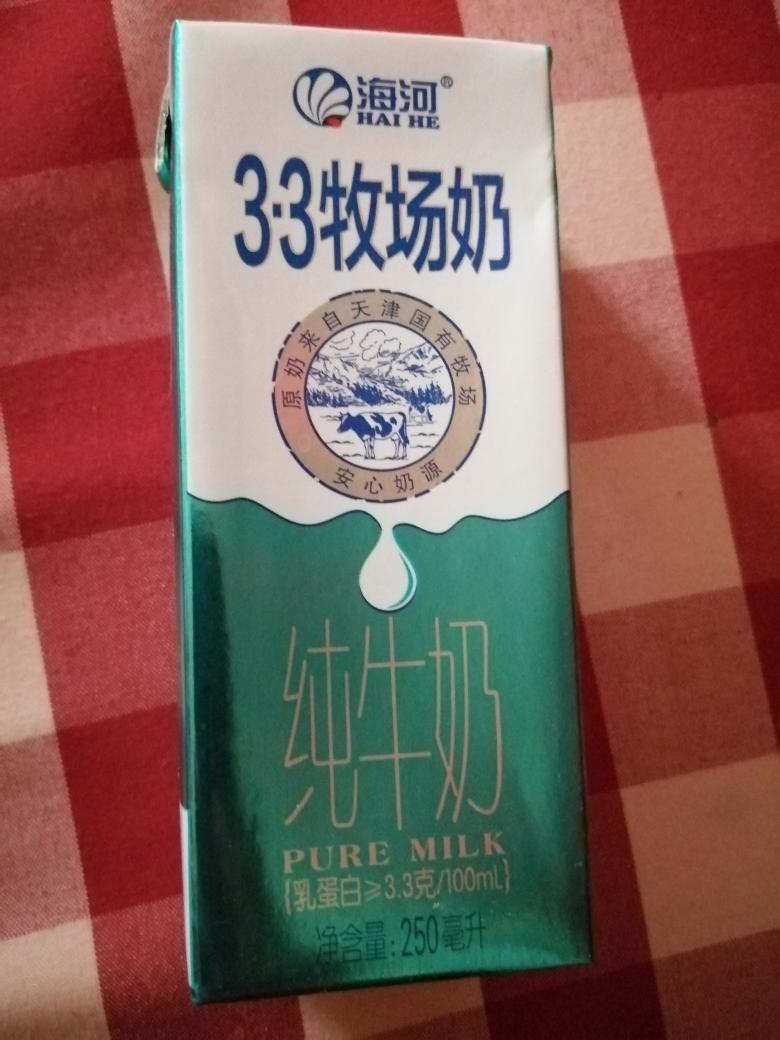 海河®
HAI HE
3·3牧场奶
原奶来自天津国有牧场
安心奶源
纯牛奶
PURE MILK
{乳蛋白≥3.3克/100mL}
净含量:250毫升